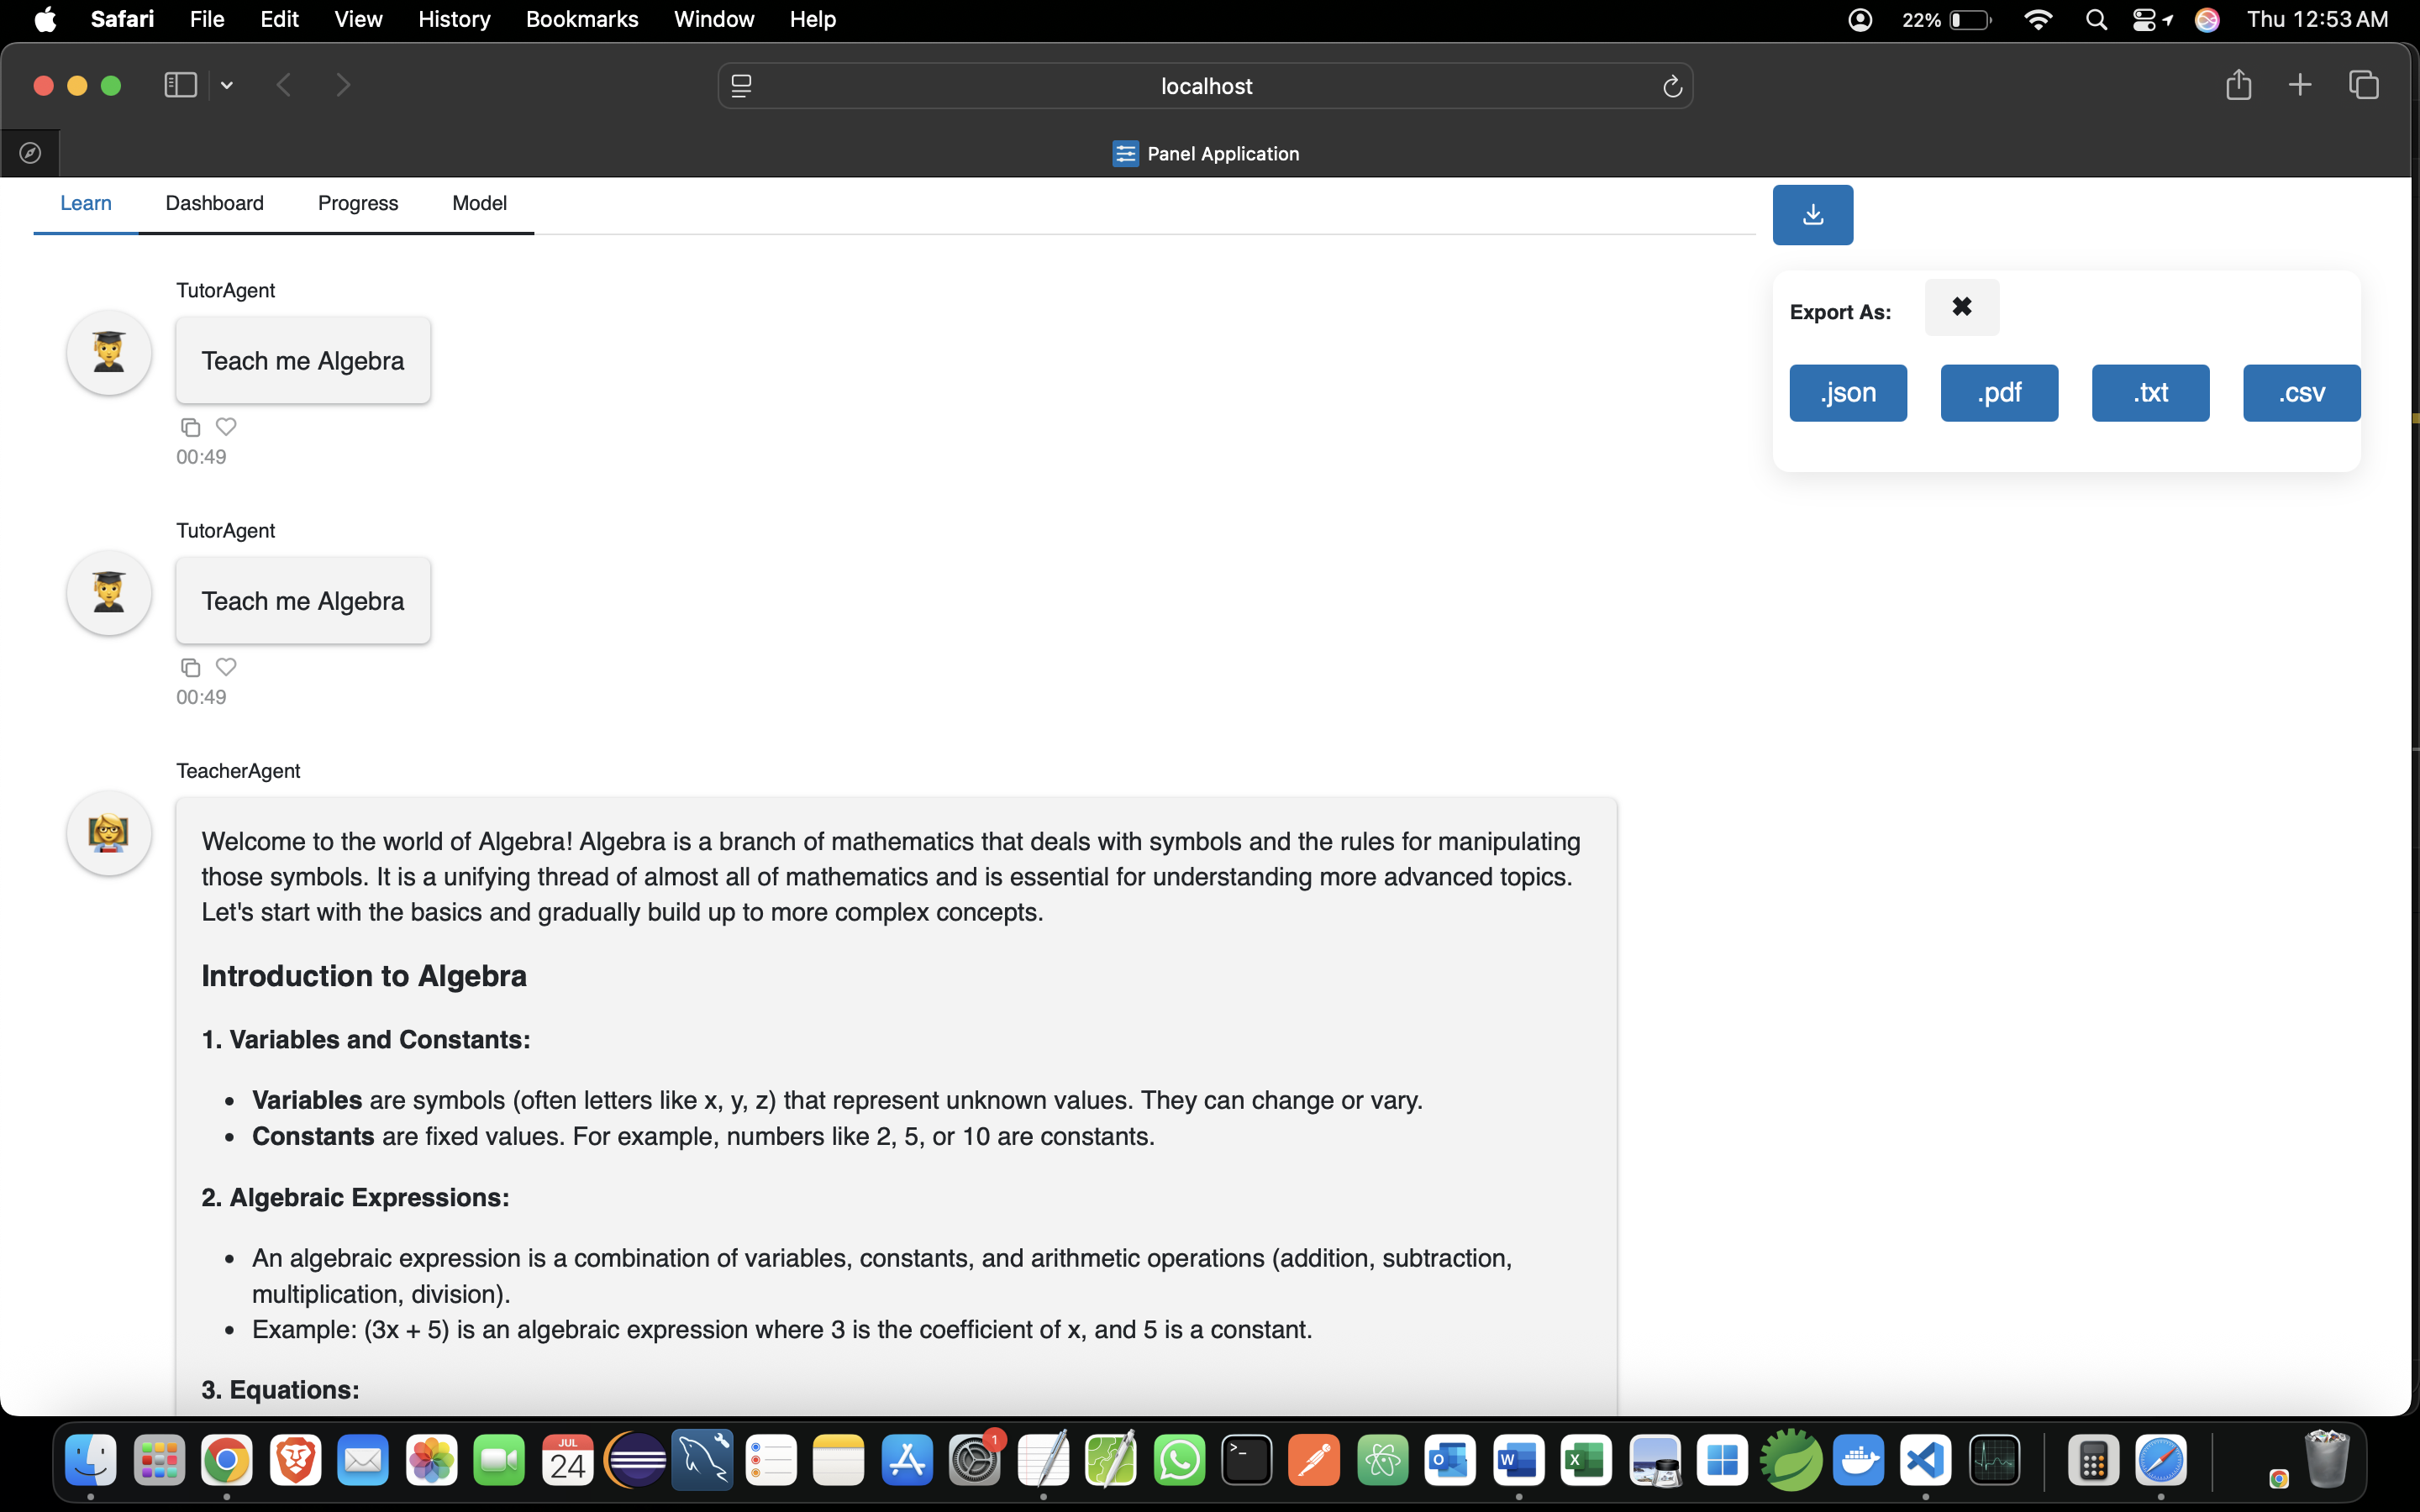 Safari File Edit View History Bookmarks Window Help 22% Thu 12:53 AM
localhost
Panel Application
Learn Dashboard Progress Model
Export As: ✖
.json .pdf .txt .csv
TutorAgent
Teach me Algebra
00:49
TutorAgent
Teach me Algebra
00:49
TeacherAgent
Welcome to the world of Algebra! Algebra is a branch of mathematics that deals with symbols and the rules for manipulating
those symbols. It is a unifying thread of almost all of mathematics and is essential for understanding more advanced topics.
Let's start with the basics and gradually build up to more complex concepts.
Introduction to Algebra
1. Variables and Constants:
• Variables are symbols (often letters like x, y, z) that represent unknown values. They can change or vary.
• Constants are fixed values. For example, numbers like 2, 5, or 10 are constants.
2. Algebraic Expressions:
• An algebraic expression is a combination of variables, constants, and arithmetic operations (addition, subtraction,
multiplication, division).
• Example: (3x + 5) is an algebraic expression where 3 is the coefficient of x, and 5 is a constant.
3. Equations:
JUL
24
1